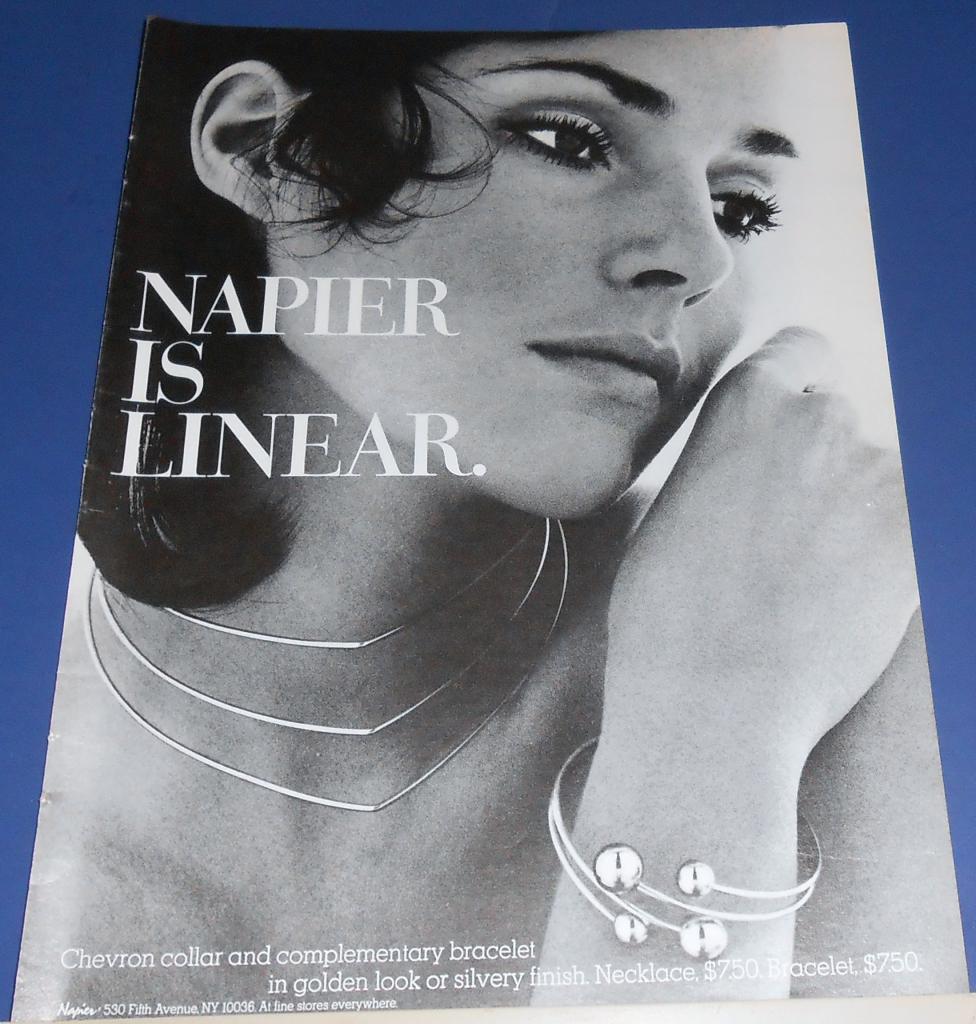 NAPIER
IS
LINEAR.
Chevron collar and complementary bracelet
in golden look or silvery finish. Necklace, $7.50. Bracelet, $7.50.
Napier 530 Fifth Avenue, NY 10036. At fine stores everywhere.